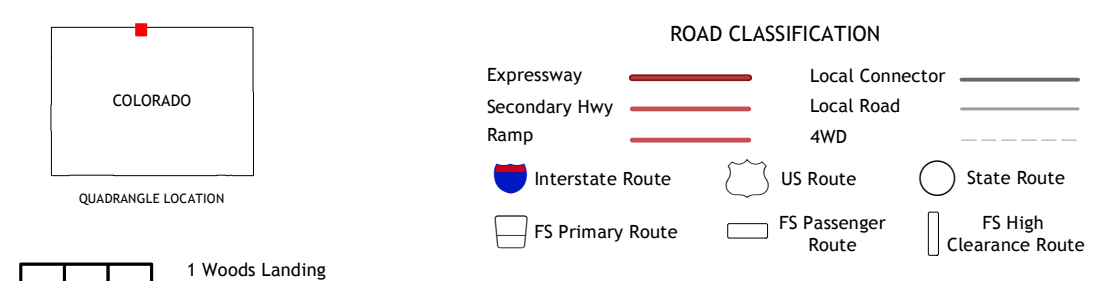 COLORADO
QUADRANGLE LOCATION
1 Woods Landing
ROAD CLASSIFICATION
Expressway
Secondary Hwy
Ramp
Local Connector
Local Road
4WD
Interstate Route
US Route
State Route
FS Primary Route
FS Passenger
Route
FS High
Clearance Route